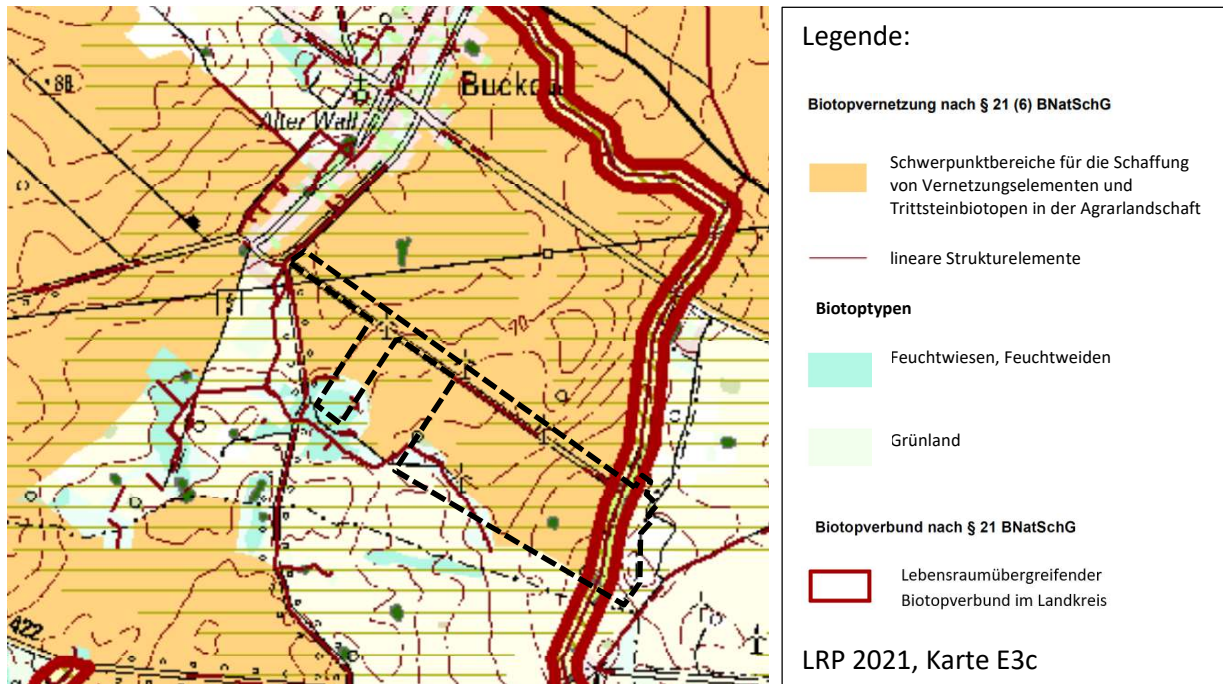 88
Buckau
Alter Wall
70
A22
Legende:
Biotopvernetzung nach § 21 (6) BNatSchG
Schwerpunktbereiche für die Schaffung
von Vernetzungselementen und
Trittsteinbiotopen in der Agrarlandschaft
lineare Strukturelemente
Biotoptypen
Feuchtwiesen, Feuchtweiden
Grünland
Biotopverbund nach § 21 BNatSchG
Lebensraumübergreifender
Biotopverbund im Landkreis
LRP 2021, Karte E3c